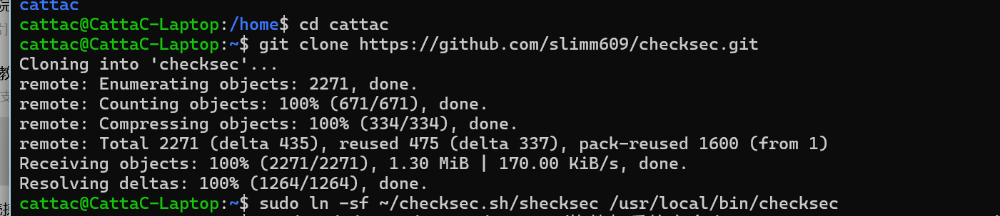 cattac
cattac@CattaC-Laptop:/home$ cd cattac
cattac@CattaC-Laptop:~$ git clone https://github.com/slimm609/checksec.git
Cloning into 'checksec'...
remote: Enumerating objects: 2271, done.
remote: Counting objects: 100% (671/671), done.
remote: Compressing objects: 100% (334/334), done.
remote: Total 2271 (delta 435), reused 475 (delta 337), pack-reused 1600 (from 1)
Receiving objects: 100% (2271/2271), 1.30 MiB | 170.00 KiB/s, done.
Resolving deltas: 100% (1264/1264), done.
cattac@CattaC-Laptop:~$ sudo ln -sf ~/checksec.sh/shecksec /usr/local/bin/checksec